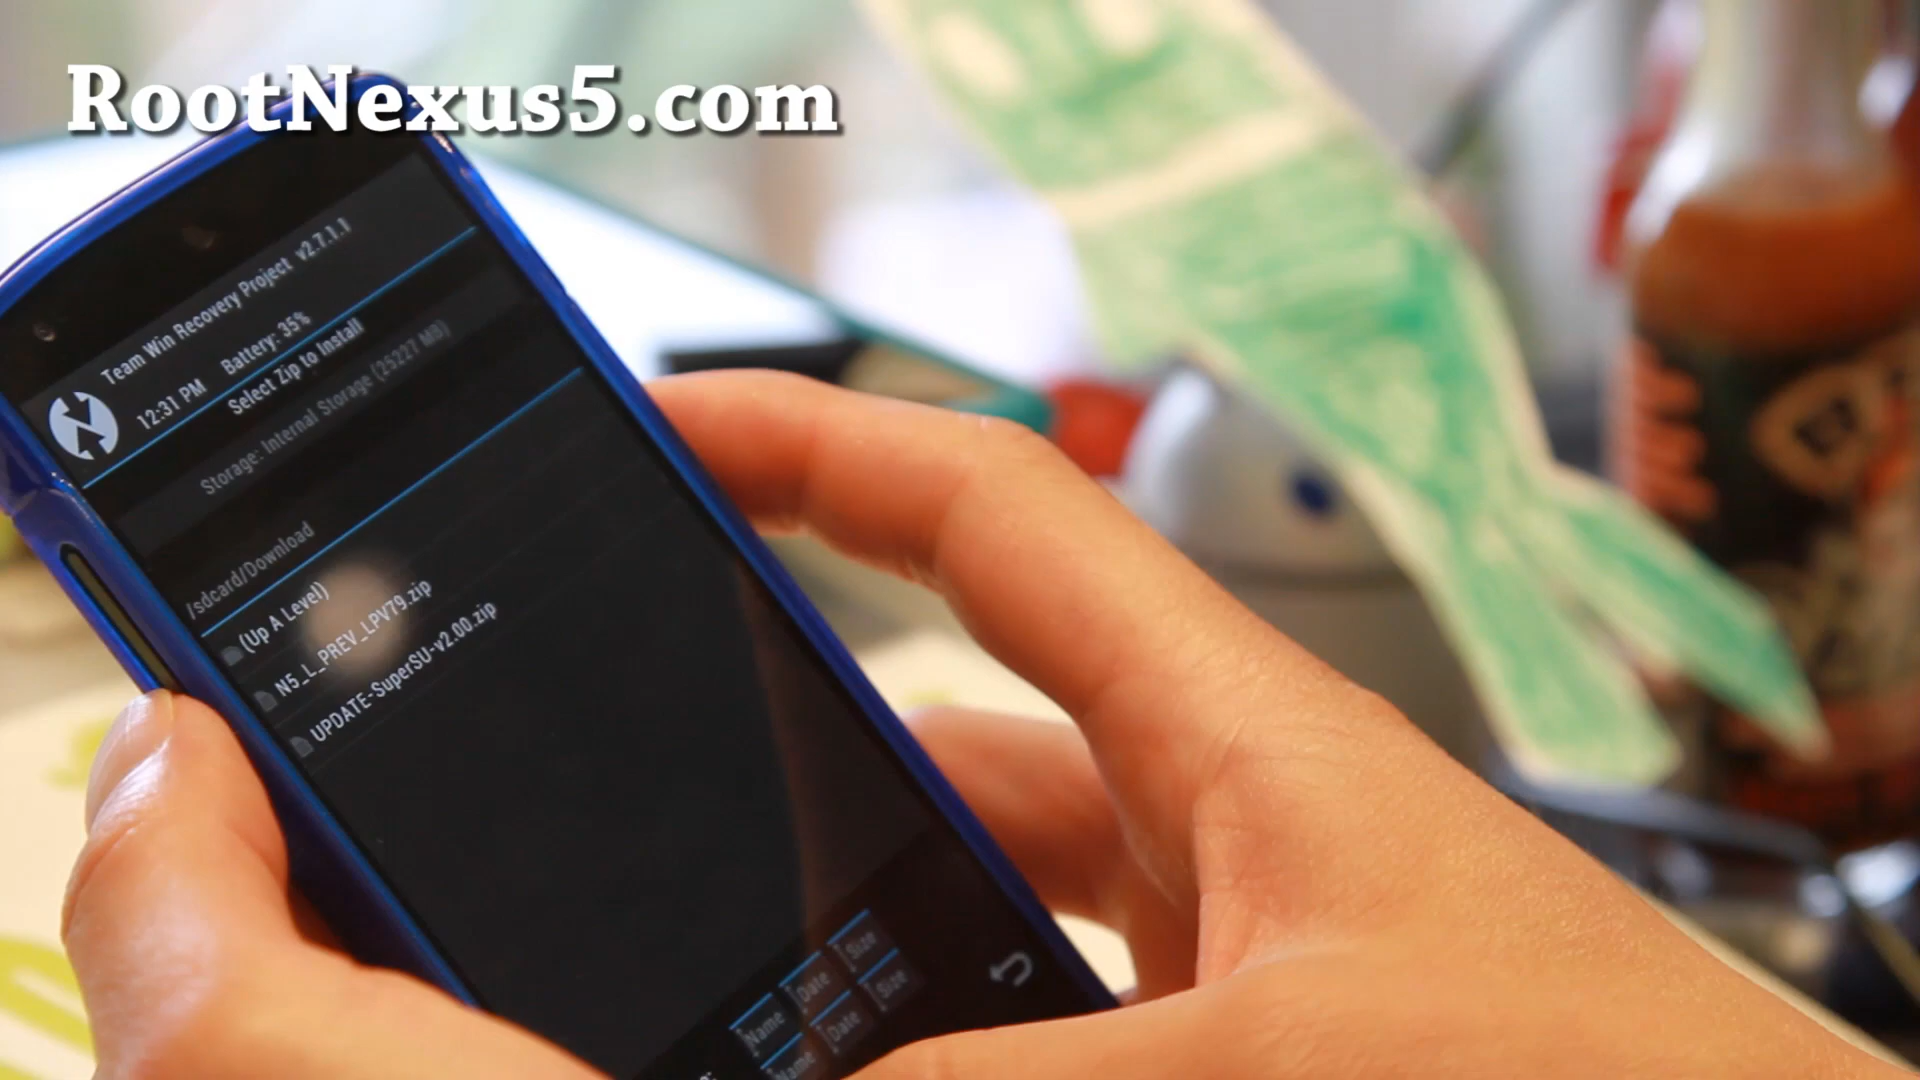 RootNexus5.com
Team Win Recovery Project v2.7.1.1
12:31 PM Battery: 35%
Select Zip to Install
Storage: Internal Storage (25227 MB)
/sdcard/Download
(Up A Level)
N5_L_PREV_LPV79.zip
UPDATE-SuperSU-v2.00.zip
Name Date Size
Name Date Size